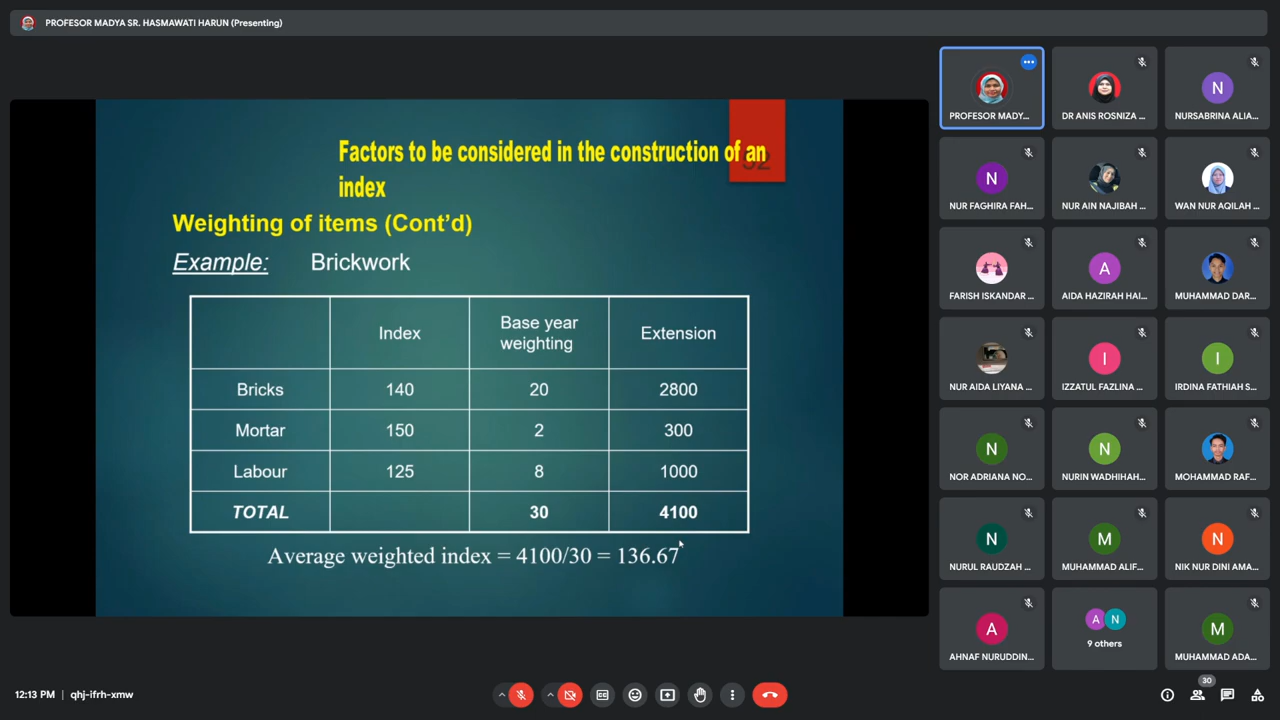 PROFESOR MADYA SR. HASMAWATI HARUN (Presenting)
32
Factors to be considered in the construction of an
index
Weighting of items (Cont’d)
Example: Brickwork
Index Base year weighting Extension
Bricks 140 20 2800
Mortar 150 2 300
Labour 125 8 1000
TOTAL 30 4100
Average weighted index = 4100/30 = 136.67
PROFESOR MADY... DR ANIS ROSNIZA ... NURSABRINA ALIA...
N
N
NUR FAGHIRA FAH... NUR AIN NAJIBAH ... WAN NUR AQILAH ...
A
FARISH ISKANDAR ... AIDA HAZIRAH HAI... MUHAMMAD DAR...
I I
NUR AIDA LIYANA ... IZZATUL FAZLINA ... IRDINA FATHIAH S...
N N
NOR ADRIANA NO... NURIN WADHIHAH... MOHAMMAD RAF...
N M N
NURUL RAUDZAH ... MUHAMMAD ALIF... NIK NUR DINI AMA...
A A N M
AHNAF NURUDDIN... 9 others MUHAMMAD ADA...
12:13 PM | qhj-ifrh-xmw
30